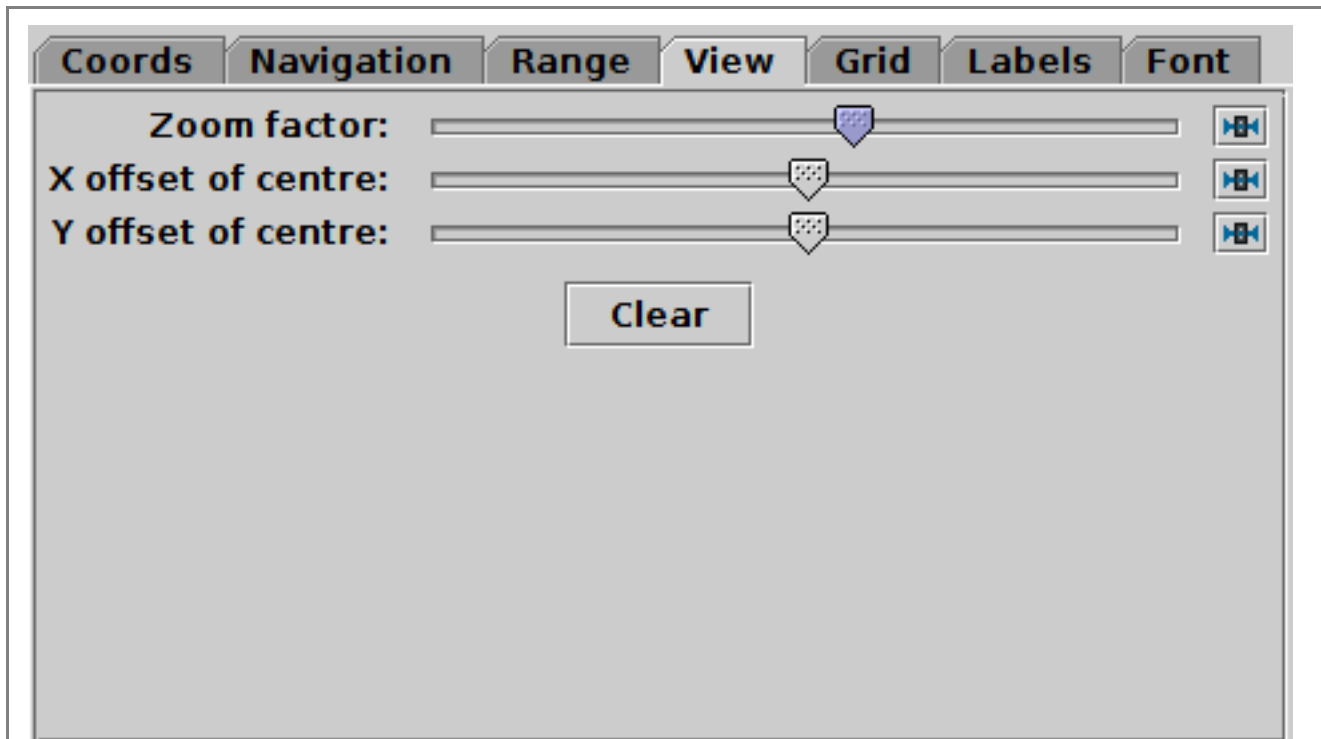 Coords Navigation Range View Grid Labels Font
Zoom factor:
X offset of centre:
Y offset of centre:
Clear